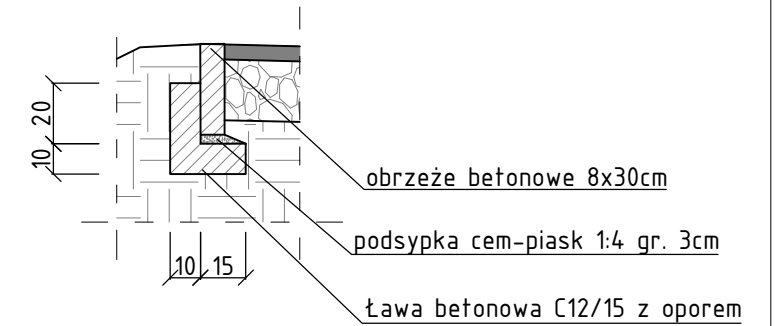 20
10
obrzeże betonowe 8x30cm
podsypka cem-piask 1:4 gr. 3cm
10 15
Ława betonowa C12/15 z oporem